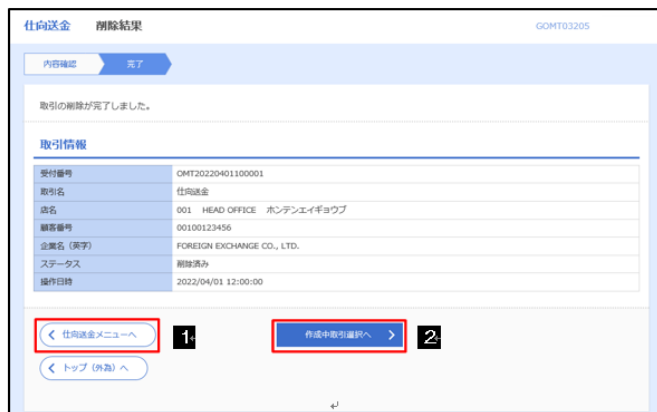 仕向送金 削除結果 GOMT03205
内容確認 完了
取引の削除が完了しました。
取引情報
受付番号 OMT20220401100001
取引名 仕向送金
店名 001 HEAD OFFICE ホンテンエイギョウブ
顧客番号 00100123456
企業名（英字） FOREIGN EXCHANGE CO., LTD.
ステータス 削除済み
操作日時 2022/04/01 12:00:00
仕向送金メニューへ 1 作成中取引選択へ 2
トップ（外為）へ